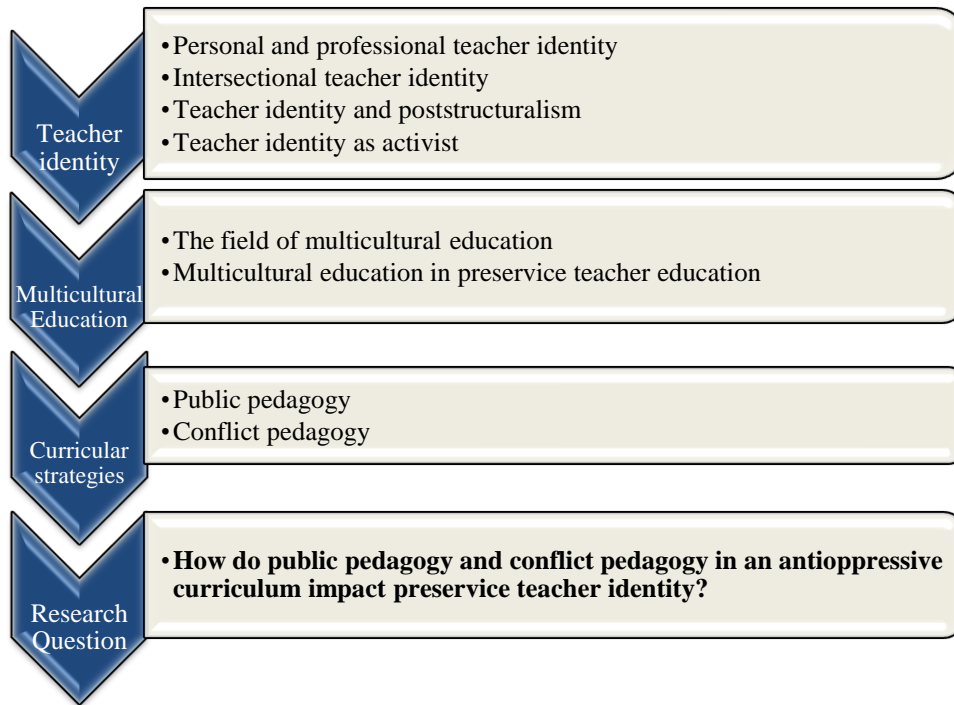 Teacher
identity
•Personal and professional teacher identity
•Intersectional teacher identity
•Teacher identity and poststructuralism
•Teacher identity as activist
Multicultural
Education
•The field of multicultural education
•Multicultural education in preservice teacher education
Curricular
strategies
•Public pedagogy
•Conflict pedagogy
Research
Question
•How do public pedagogy and conflict pedagogy in an antioppressive
curriculum impact preservice teacher identity?